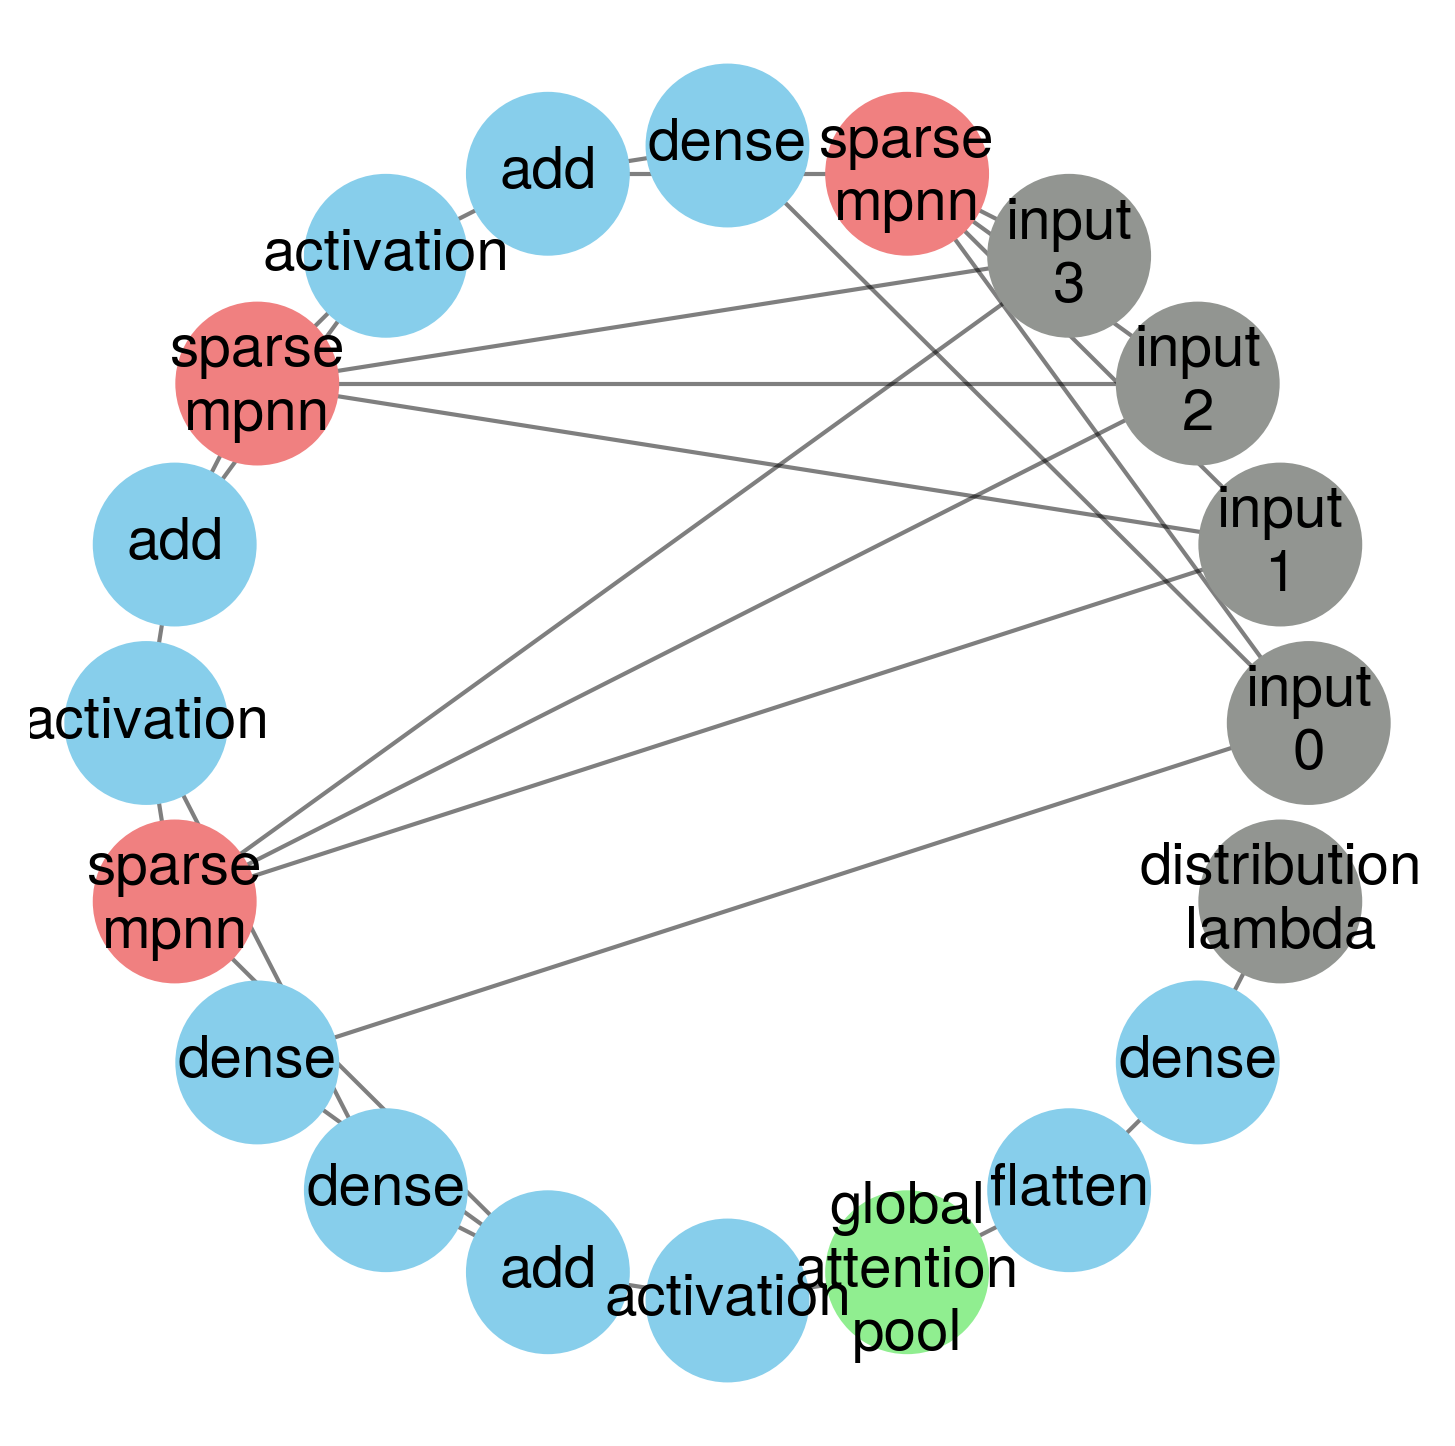 dense
sparse
mpnn
add
input
3
activation
input
2
sparse
mpnn
input
1
add
input
0
activation
distribution
lambda
sparse
mpnn
dense
dense
dense
flatten
global
attention
pool
add
activation